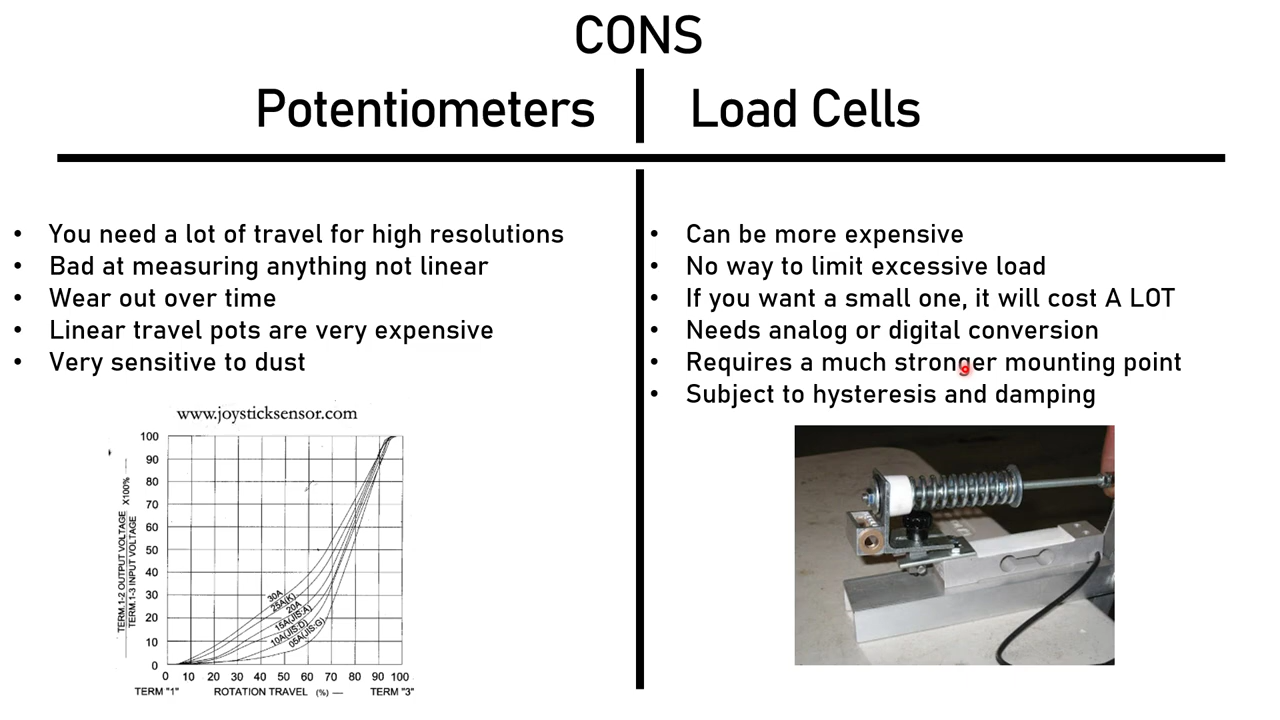 CONS
Potentiometers
Load Cells
• You need a lot of travel for high resolutions
• Bad at measuring anything not linear
• Wear out over time
• Linear travel pots are very expensive
• Very sensitive to dust
www.joysticksensor.com
100
90
80
70
60
50
40
30
20
10
0
TERM.1-2 OUTPUT VOLTAGE
TERM.1-3 INPUT VOLTAGE
X100%
30A
25A(K)
20A
15A(JIS:A)
10A(JIS:D)
05A(JIS:G)
0 10 20 30 40 50 60 70 80 90 100
TERM "1" ROTATION TRAVEL (%) — TERM "3"
• Can be more expensive
• No way to limit excessive load
• If you want a small one, it will cost A LOT
• Needs analog or digital conversion
• Requires a much stronger mounting point
• Subject to hysteresis and damping